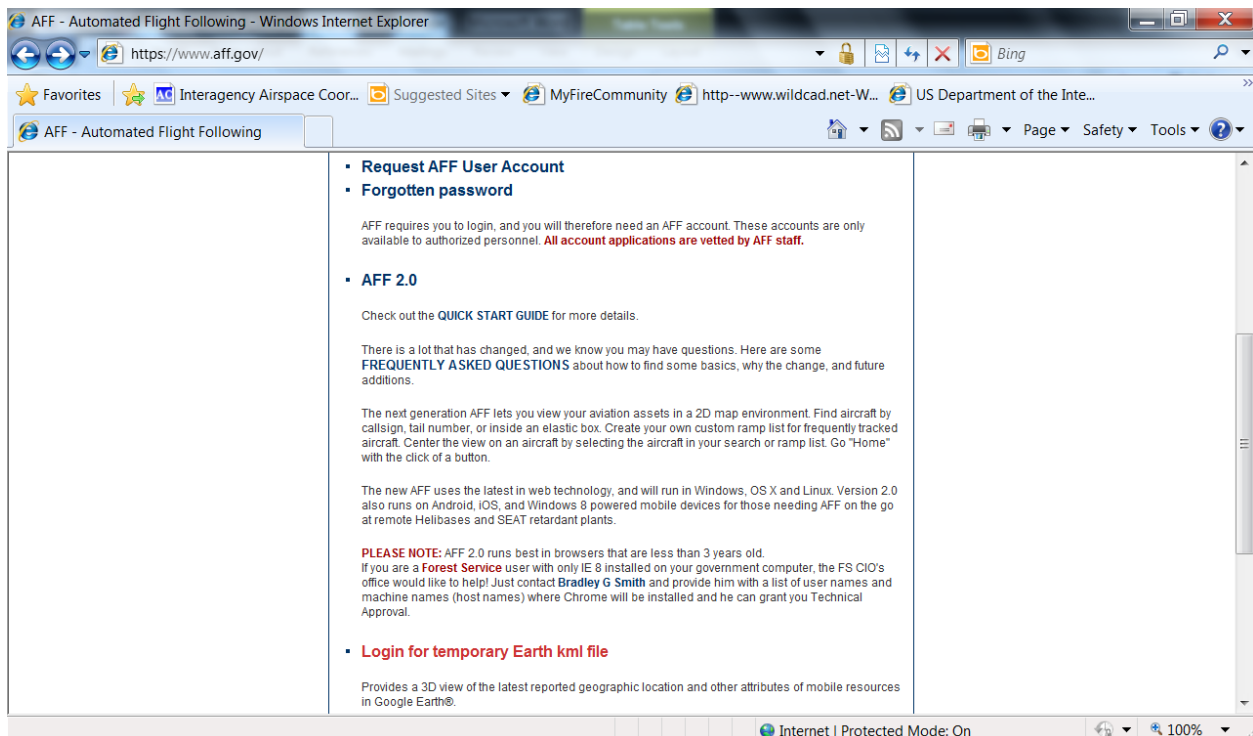 AFF - Automated Flight Following - Windows Internet Explorer
Table Tools
https://www.aff.gov/
Bing
Favorites
Interagency Airspace Coor...
Suggested Sites
MyFireCommunity
http--www.wildcad.net-W...
US Department of the Inte...
AFF - Automated Flight Following
Page
Safety
Tools
Request AFF User Account
Forgotten password
AFF requires you to login, and you will therefore need an AFF account. These accounts are only
available to authorized personnel. All account applications are vetted by AFF staff.
AFF 2.0
Check out the QUICK START GUIDE for more details.
There is a lot that has changed, and we know you may have questions. Here are some
FREQUENTLY ASKED QUESTIONS about how to find some basics, why the change, and future
additions.
The next generation AFF lets you view your aviation assets in a 2D map environment. Find aircraft by
callsign, tail number, or inside an elastic box. Create your own custom ramp list for frequently tracked
aircraft. Center the view on an aircraft by selecting the aircraft in your search or ramp list. Go "Home"
with the click of a button.
The new AFF uses the latest in web technology, and will run in Windows, OS X and Linux. Version 2.0
also runs on Android, iOS, and Windows 8 powered mobile devices for those needing AFF on the go
at remote Helibases and SEAT retardant plants.
PLEASE NOTE: AFF 2.0 runs best in browsers that are less than 3 years old.
If you are a Forest Service user with only IE 8 installed on your government computer, the FS CIO's
office would like to help! Just contact Bradley G Smith and provide him with a list of user names and
machine names (host names) where Chrome will be installed and he can grant you Technical
Approval.
Login for temporary Earth kml file
Provides a 3D view of the latest reported geographic location and other attributes of mobile resources
in Google Earth®.
Internet | Protected Mode: On
100%